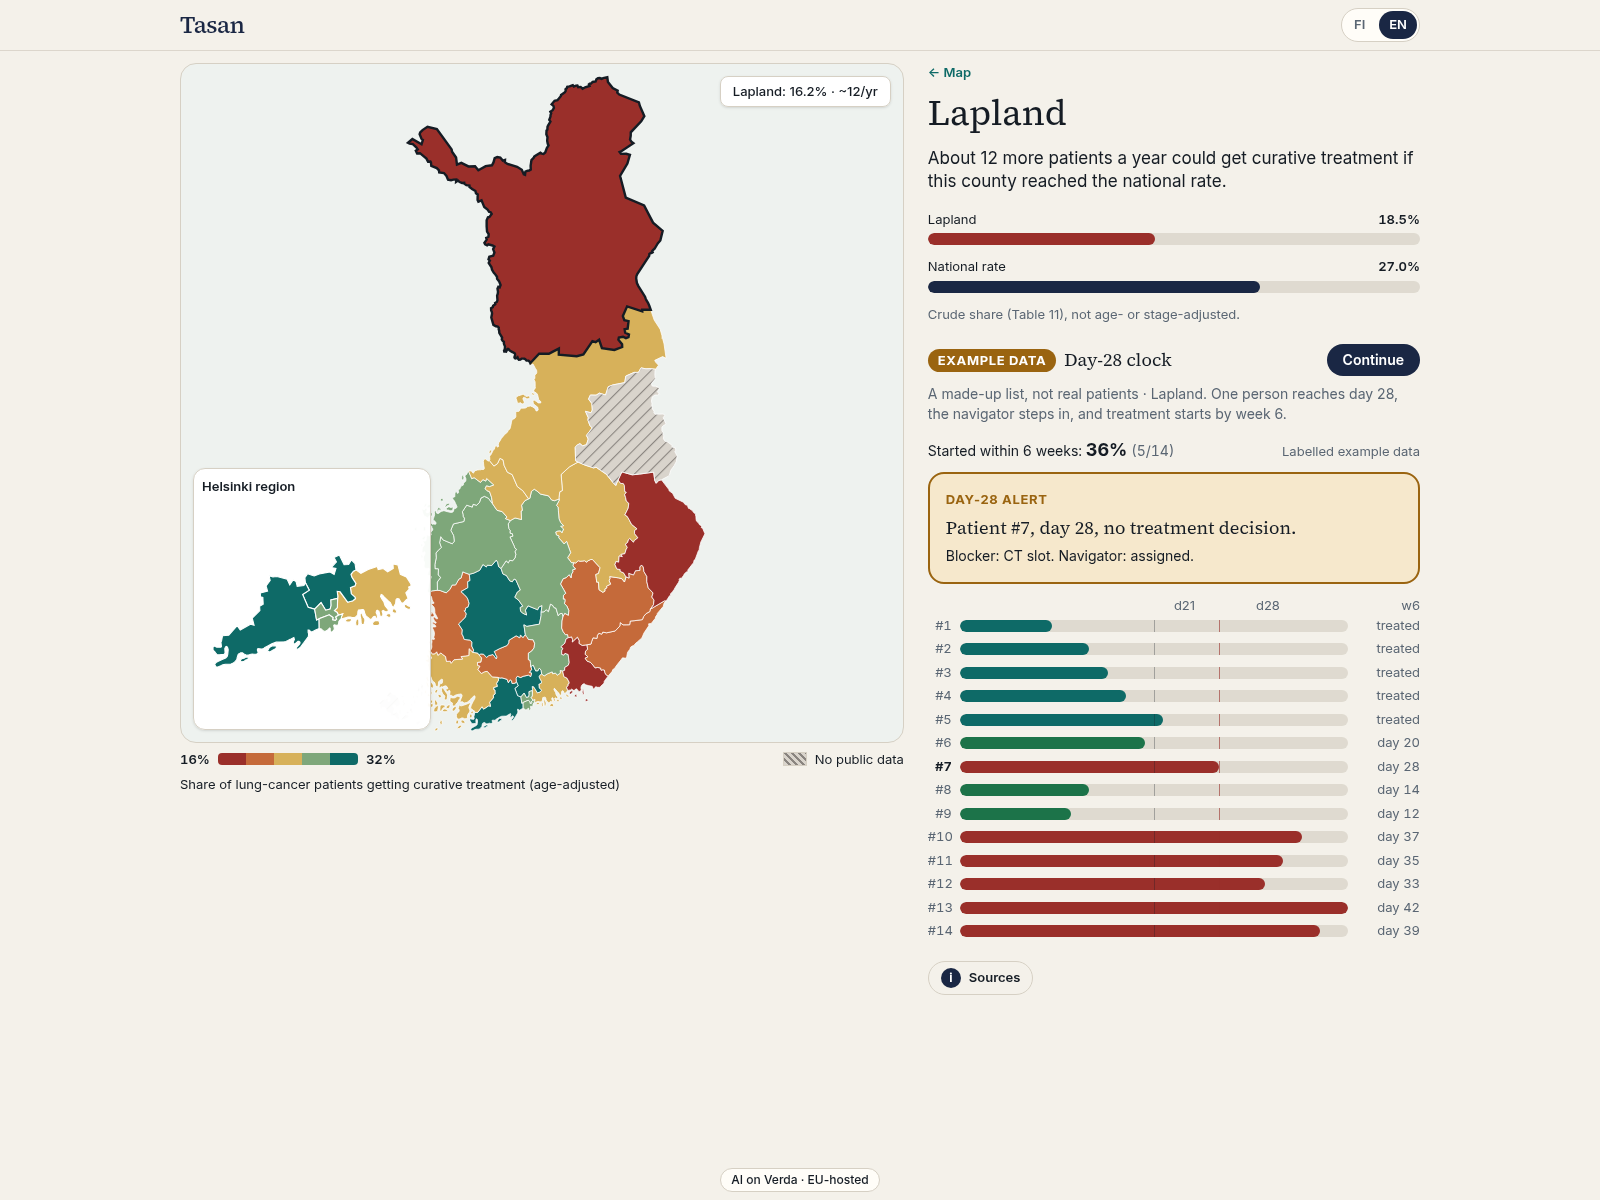 Tasan
FI EN
Lapland: 16.2% · ~12/yr
Helsinki region
16% 32%
No public data
Share of lung-cancer patients getting curative treatment (age-adjusted)
← Map
Lapland
About 12 more patients a year could get curative treatment if
this county reached the national rate.
Lapland 18.5%
National rate 27.0%
Crude share (Table 11), not age- or stage-adjusted.
EXAMPLE DATA Day-28 clock Continue
A made-up list, not real patients · Lapland. One person reaches day 28,
the navigator steps in, and treatment starts by week 6.
Started within 6 weeks: 36% (5/14) Labelled example data
DAY-28 ALERT
Patient #7, day 28, no treatment decision.
Blocker: CT slot. Navigator: assigned.
d21 d28 w6
#1 treated
#2 treated
#3 treated
#4 treated
#5 treated
#6 day 20
#7 day 28
#8 day 14
#9 day 12
#10 day 37
#11 day 35
#12 day 33
#13 day 42
#14 day 39
i Sources
AI on Verda · EU-hosted